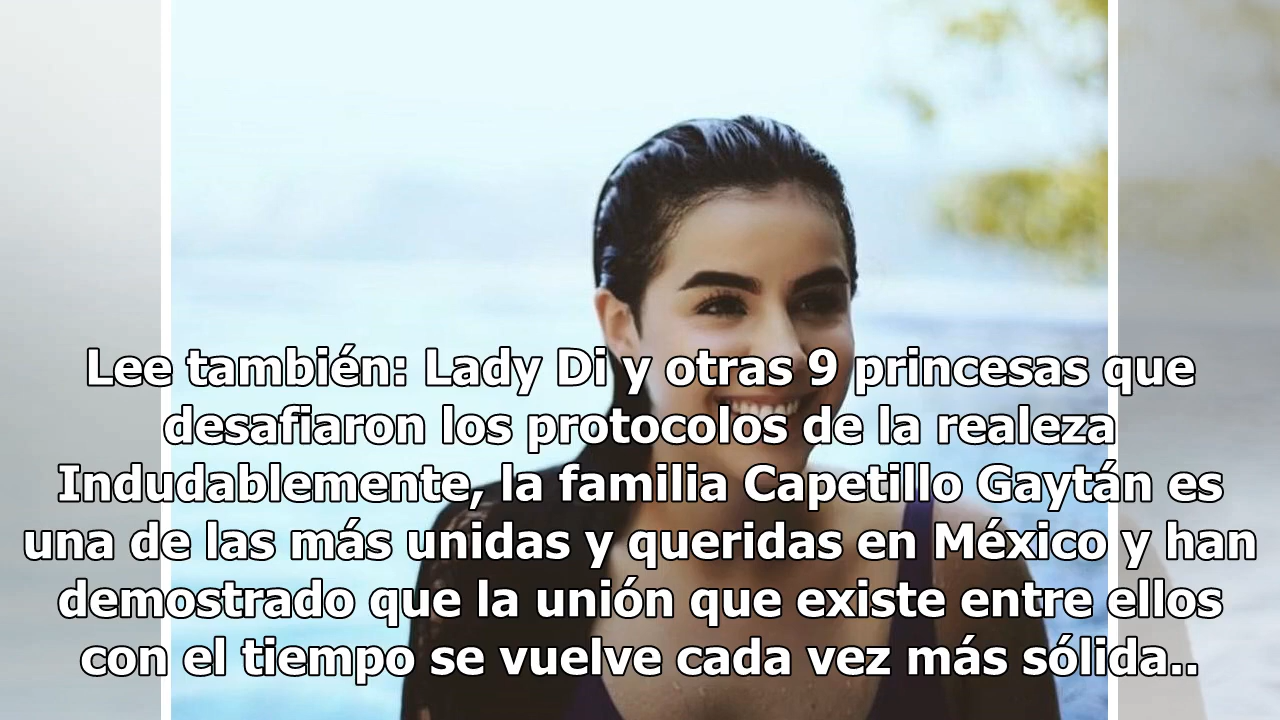 Lee también: Lady Di y otras 9 princesas que
desafiaron los protocolos de la realeza
Indudablemente, la familia Capetillo Gaytán es
una de las más unidas y queridas en México y han
demostrado que la unión que existe entre ellos
con el tiempo se vuelve cada vez más sólida..